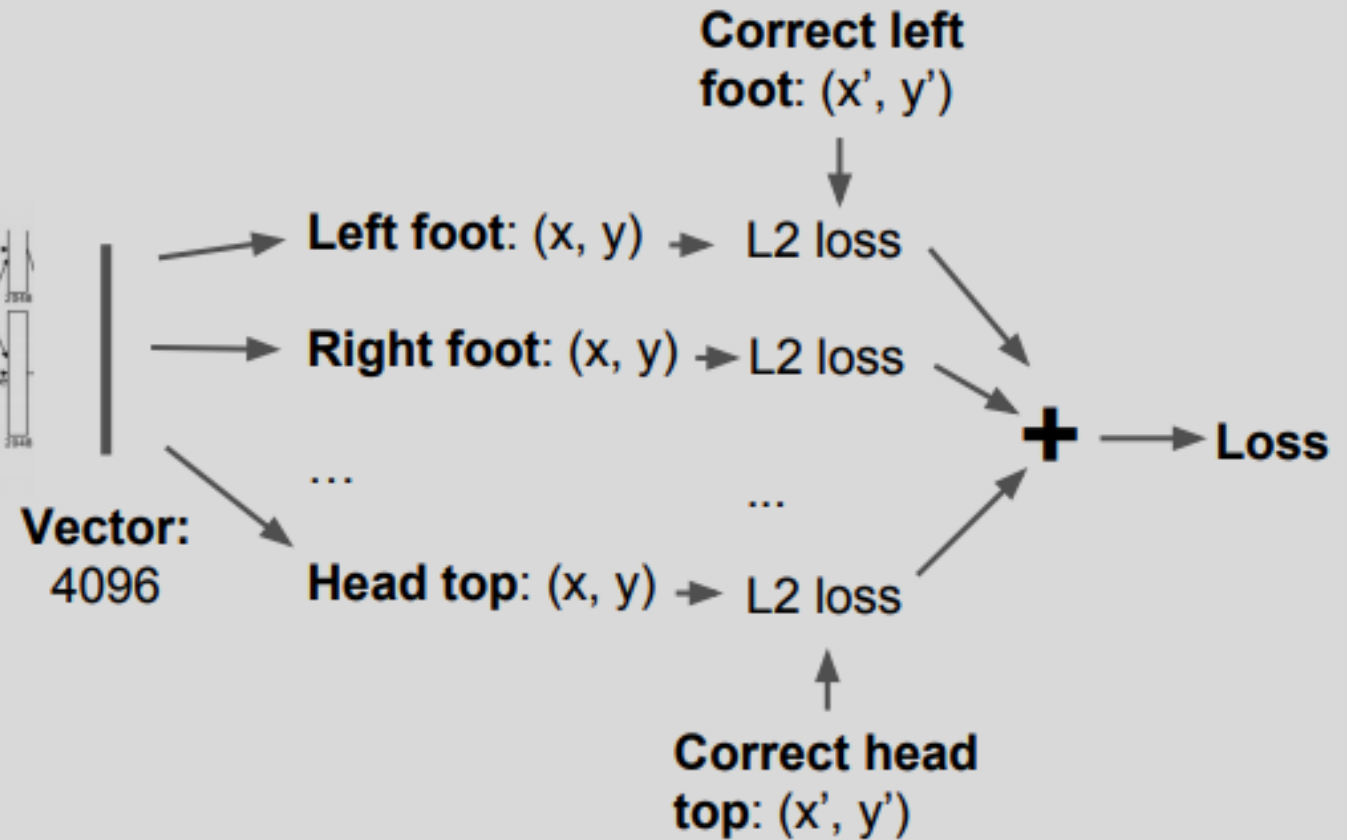 Correct left
foot: (x’, y’)
Left foot: (x, y)
L2 loss
Right foot: (x, y)
L2 loss
+
Loss
...
...
Vector:
4096
Head top: (x, y)
L2 loss
Correct head
top: (x’, y’)